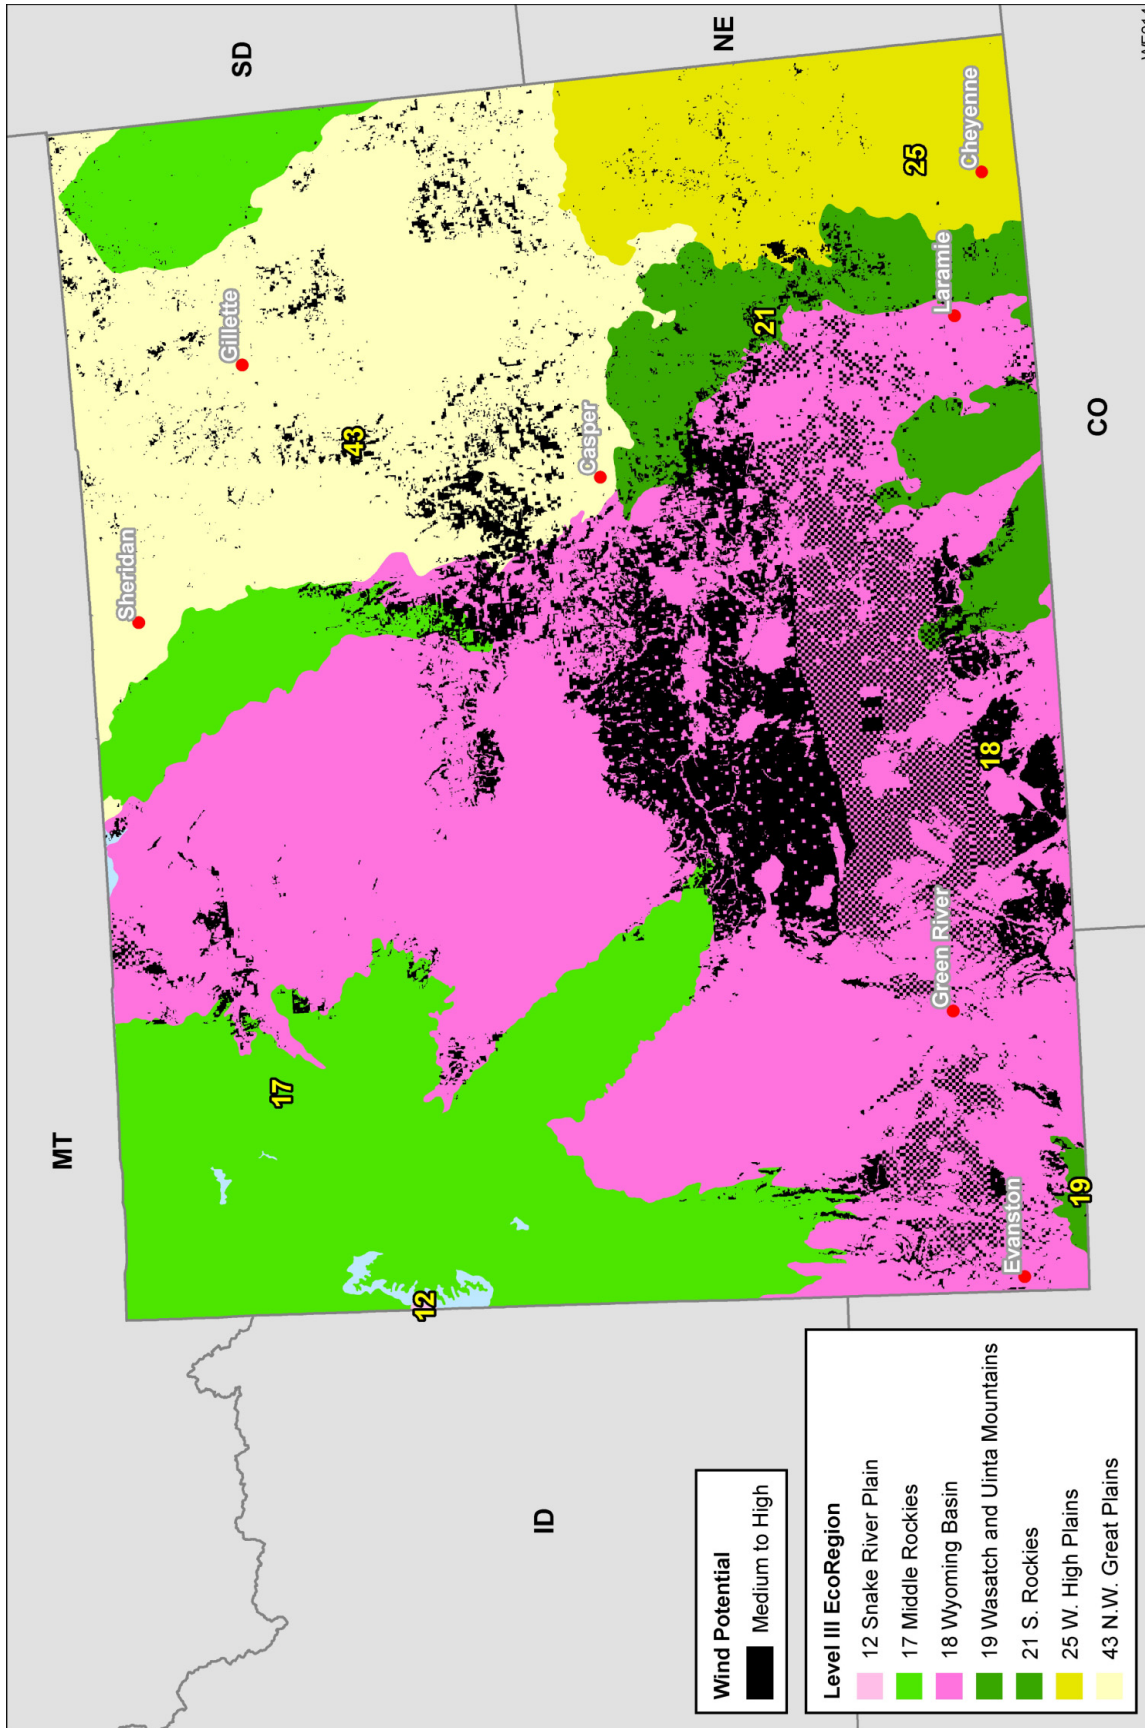 MT
SD
NE
CO
ID
Sheridan
Gillette
Casper
Laramie
Cheyenne
Green River
Evanston
17
43
21
25
18
12
19
Wind Potential
Medium to High
Level III EcoRegion
12 Snake River Plain
17 Middle Rockies
18 Wyoming Basin
19 Wasatch and Uinta Mountains
21 S. Rockies
25 W. High Plains
43 N.W. Great Plains